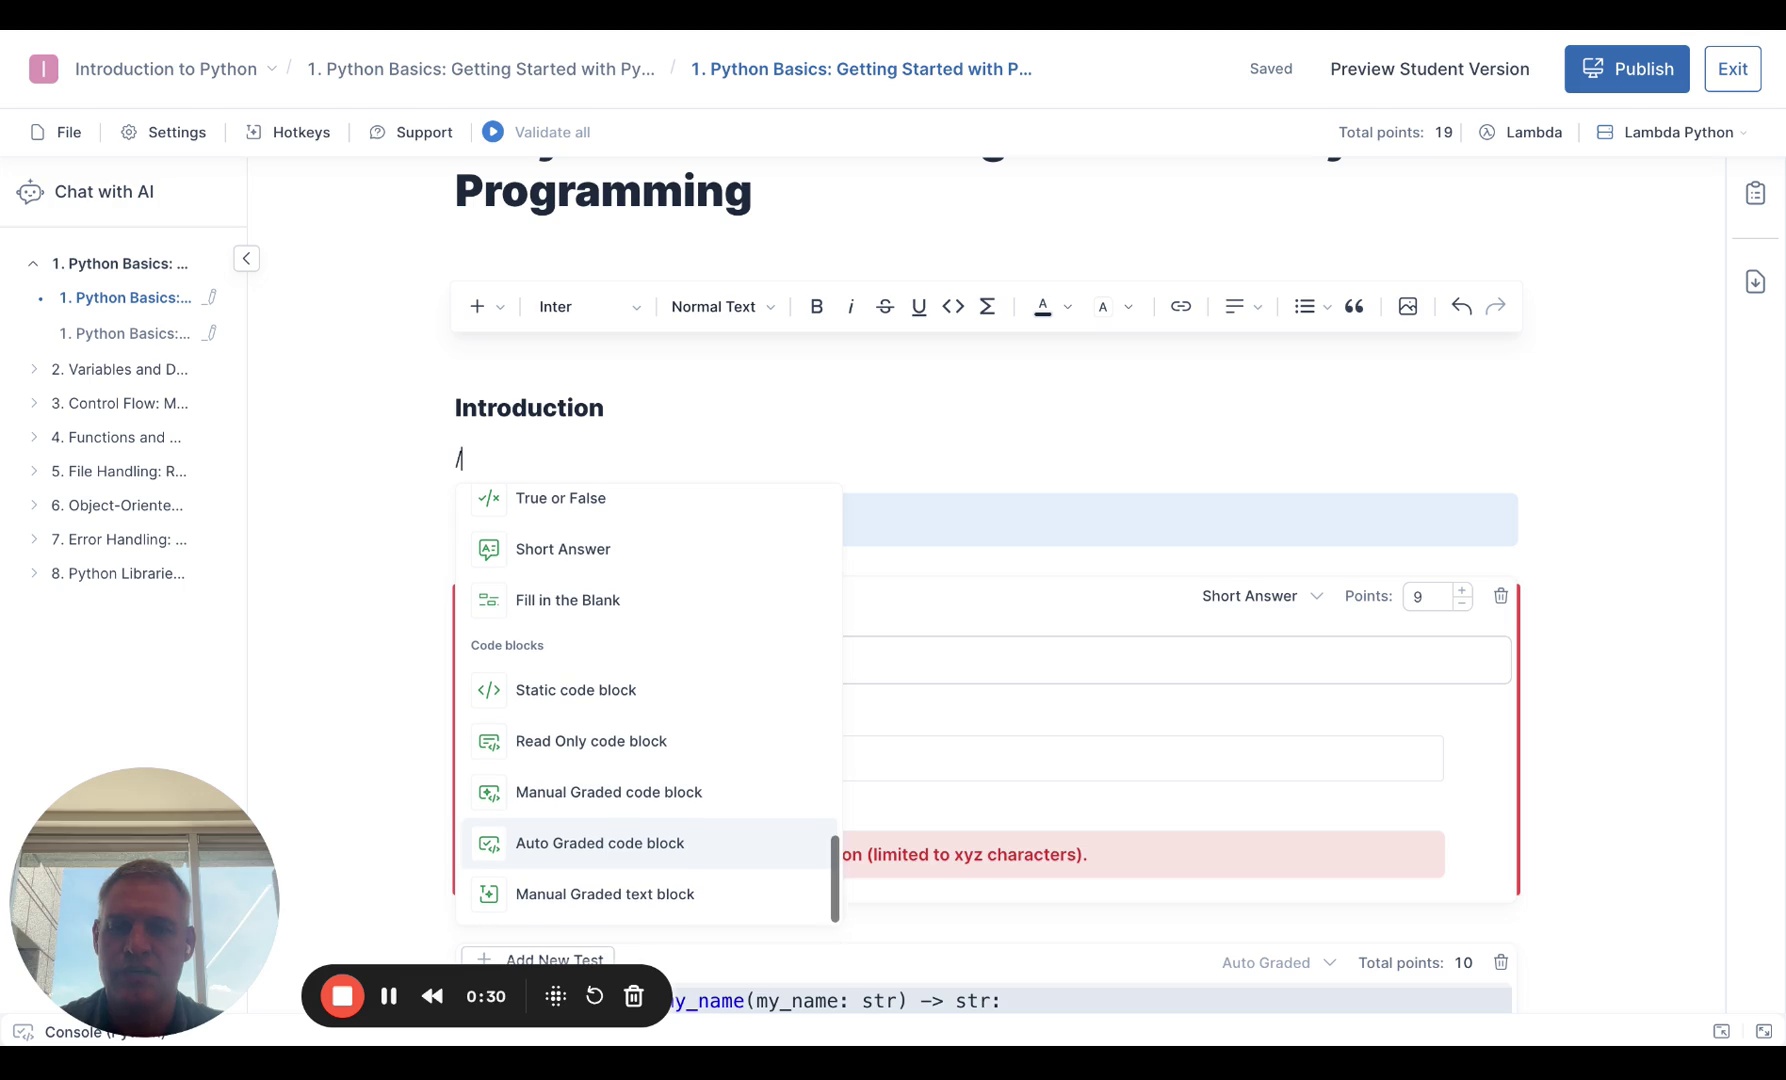 I Introduction to Python / 1. Python Basics: Getting Started with Py... / 1. Python Basics: Getting Started with P... Saved Preview Student Version Publish Exit
File Settings Hotkeys Support Validate all Total points: 19 Lambda Lambda Python
Chat with AI
1. Python Basics: ...
1. Python Basics:...
1. Python Basics:...
2. Variables and D...
3. Control Flow: M...
4. Functions and ...
5. File Handling: R...
6. Object-Oriente...
7. Error Handling: ...
8. Python Librarie...
Programming
Inter Normal Text B i S U A A
Introduction
/
True or False
Short Answer
Fill in the Blank
Code blocks
Static code block
Read Only code block
Manual Graded code block
Auto Graded code block
Manual Graded text block
Short Answer Points: 9
on (limited to xyz characters).
Add New Test Auto Graded Total points: 10
my_name(my_name: str) -> str:
0:30
Console